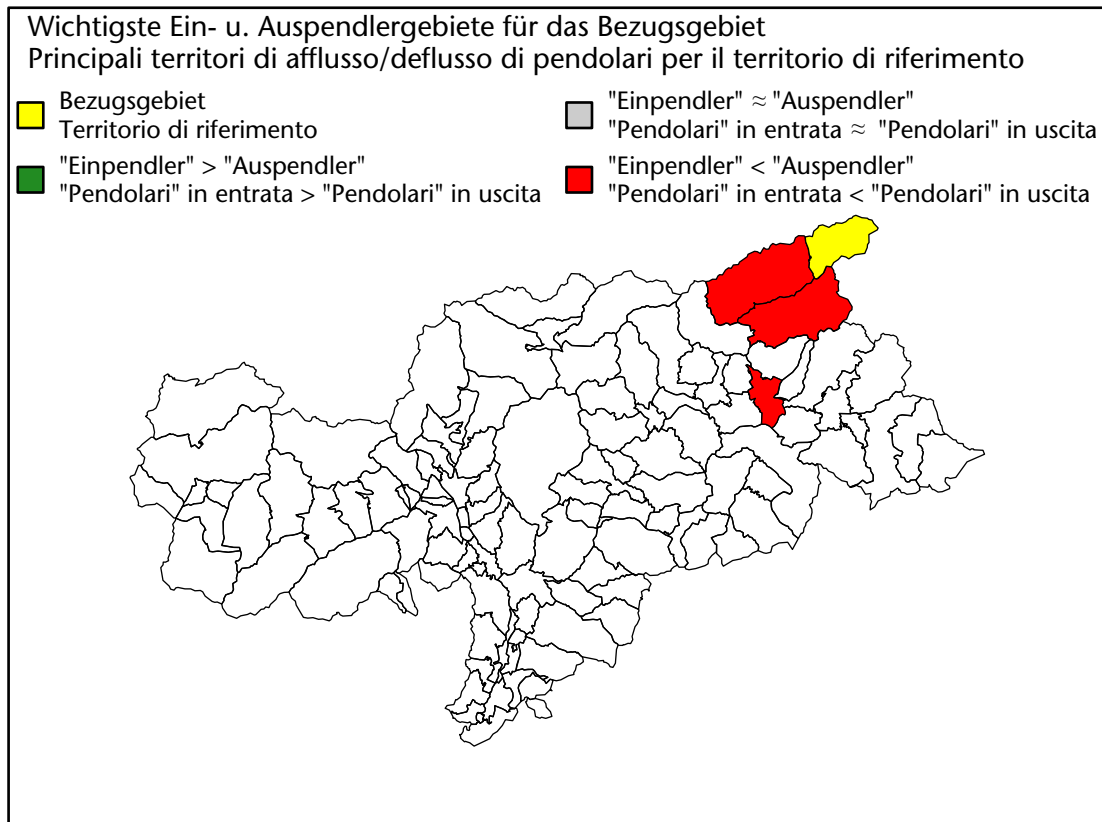 Wichtigste Ein- u. Auspendlergebiete für das Bezugsgebiet
Principali territori di afflusso/deflusso di pendolari per il territorio di riferimento
Bezugsgebiet
Territorio di riferimento
"Einpendler" > "Auspendler"
"Pendolari" in entrata > "Pendolari" in uscita
"Einpendler" ≈ "Auspendler"
"Pendolari" in entrata ≈ "Pendolari" in uscita
"Einpendler" < "Auspendler"
"Pendolari" in entrata < "Pendolari" in uscita